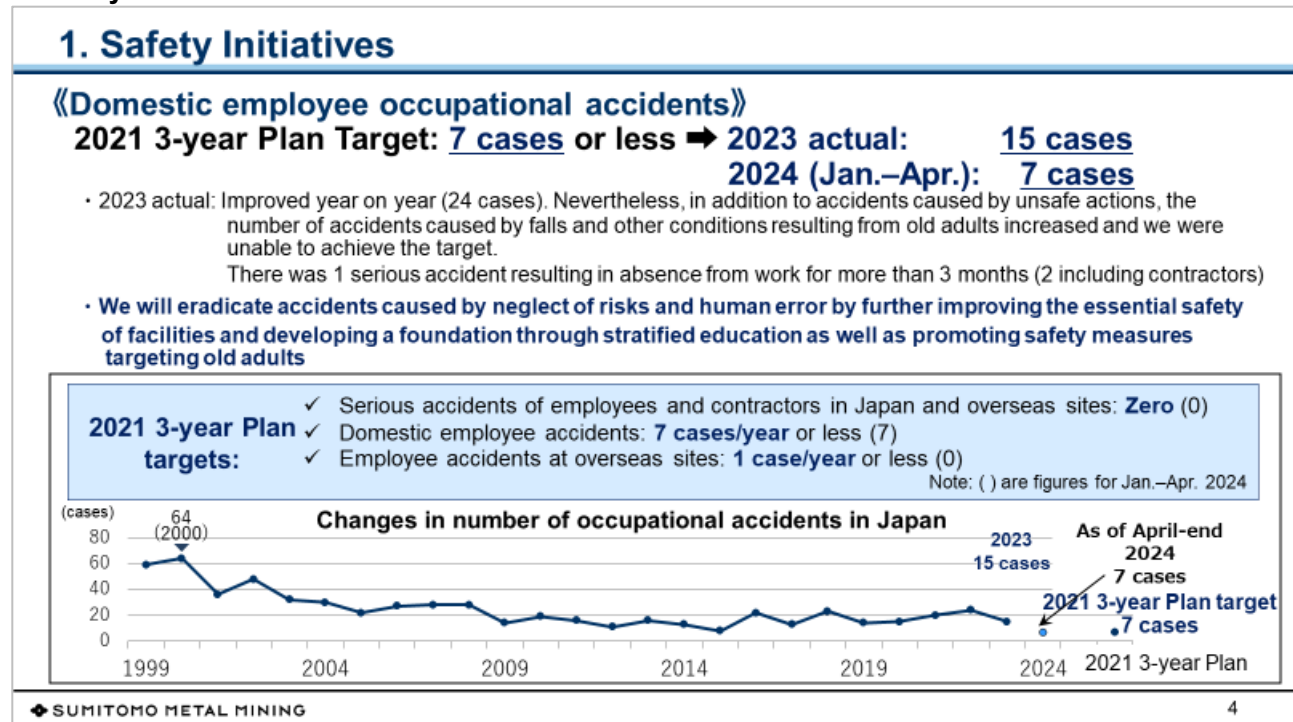 1. Safety Initiatives
《Domestic employee occupational accidents》
2021 3-year Plan Target: 7 cases or less ➡ 2023 actual: 15 cases
2024 (Jan.–Apr.): 7 cases
・2023 actual: Improved year on year (24 cases). Nevertheless, in addition to accidents caused by unsafe actions, the
number of accidents caused by falls and other conditions resulting from old adults increased and we were
unable to achieve the target.
There was 1 serious accident resulting in absence from work for more than 3 months (2 including contractors)
・We will eradicate accidents caused by neglect of risks and human error by further improving the essential safety
of facilities and developing a foundation through stratified education as well as promoting safety measures
targeting old adults
2021 3-year Plan
targets:
✓ Serious accidents of employees and contractors in Japan and overseas sites: Zero (0)
✓ Domestic employee accidents: 7 cases/year or less (7)
✓ Employee accidents at overseas sites: 1 case/year or less (0)
Note: ( ) are figures for Jan.–Apr. 2024
Changes in number of occupational accidents in Japan
(cases)
80
60
40
20
0
64
(2000)
2023
15 cases
As of April-end
2024
7 cases
2021 3-year Plan target
7 cases
1999 2004 2009 2014 2019 2024 2021 3-year Plan
SUMITOMO METAL MINING
4